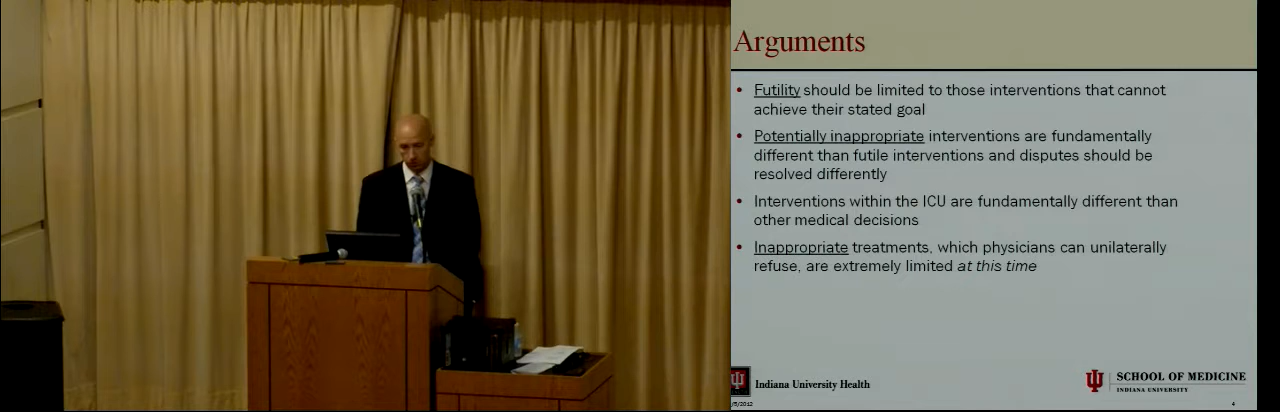 Arguments
• Futility should be limited to those interventions that cannot
achieve their stated goal
• Potentially inappropriate interventions are fundamentally
different than futile interventions and disputes should be
resolved differently
• Interventions within the ICU are fundamentally different than
other medical decisions
• Inappropriate treatments, which physicians can unilaterally
refuse, are extremely limited at this time
Indiana University Health
SCHOOL OF MEDICINE
INDIANA UNIVERSITY
/5/2012
4